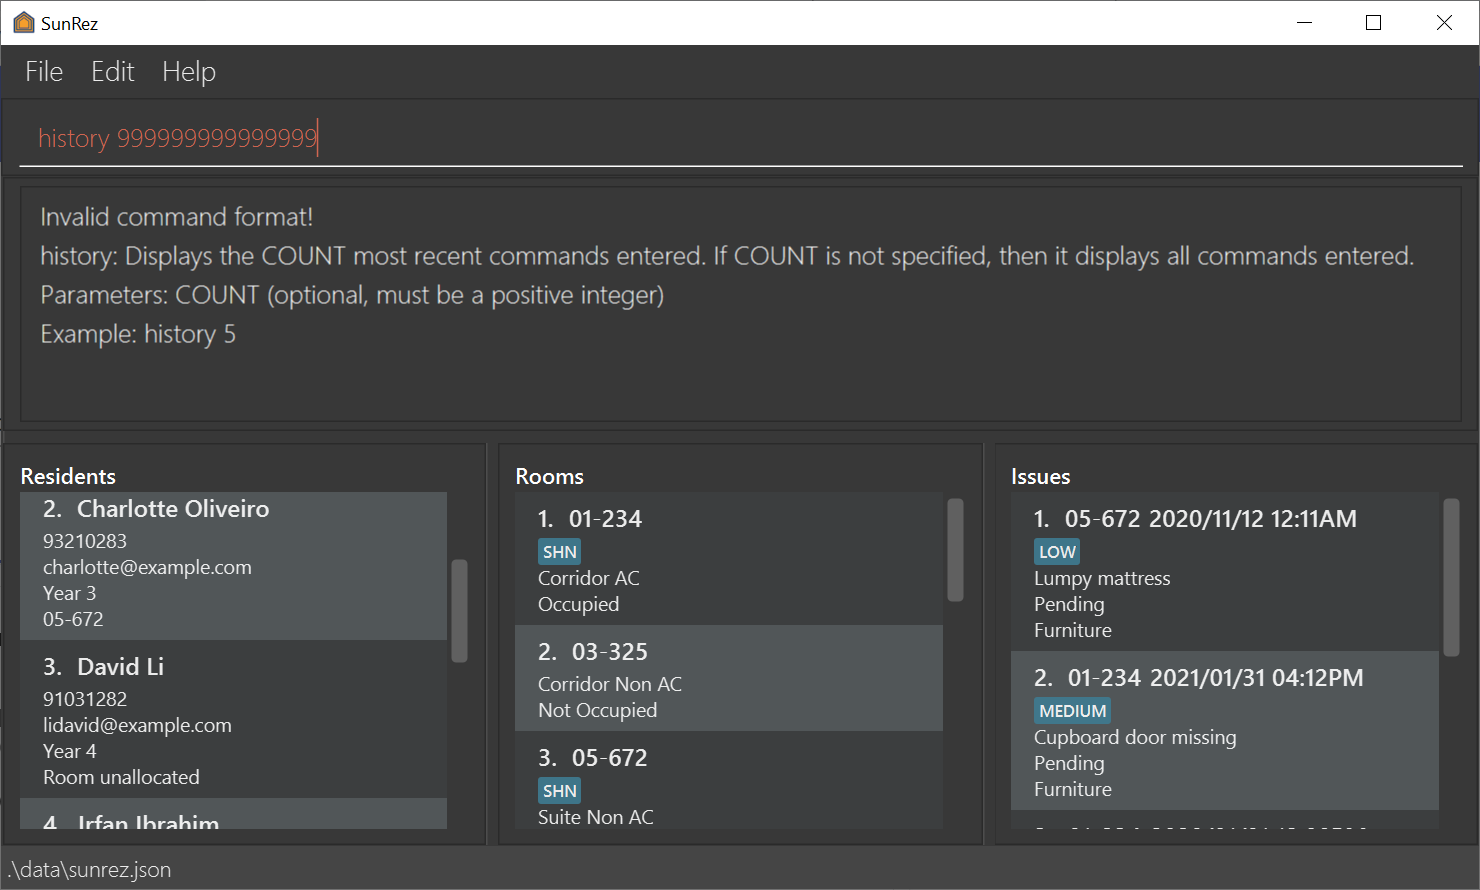 SunRez
File Edit Help
history 999999999999999
Invalid command format!
history: Displays the COUNT most recent commands entered. If COUNT is not specified, then it displays all commands entered.
Parameters: COUNT (optional, must be a positive integer)
Example: history 5
Residents
2. Charlotte Oliveiro
93210283
charlotte@example.com
Year 3
05-672
3. David Li
91031282
lidavid@example.com
Year 4
Room unallocated
4. Irfan Ibrahim
Rooms
1. 01-234
SHN
Corridor AC
Occupied
2. 03-325
Corridor Non AC
Not Occupied
3. 05-672
SHN
Suite Non AC
Issues
1. 05-672 2020/11/12 12:11AM
LOW
Lumpy mattress
Pending
Furniture
2. 01-234 2021/01/31 04:12PM
MEDIUM
Cupboard door missing
Pending
Furniture
.\data\sunrez.json